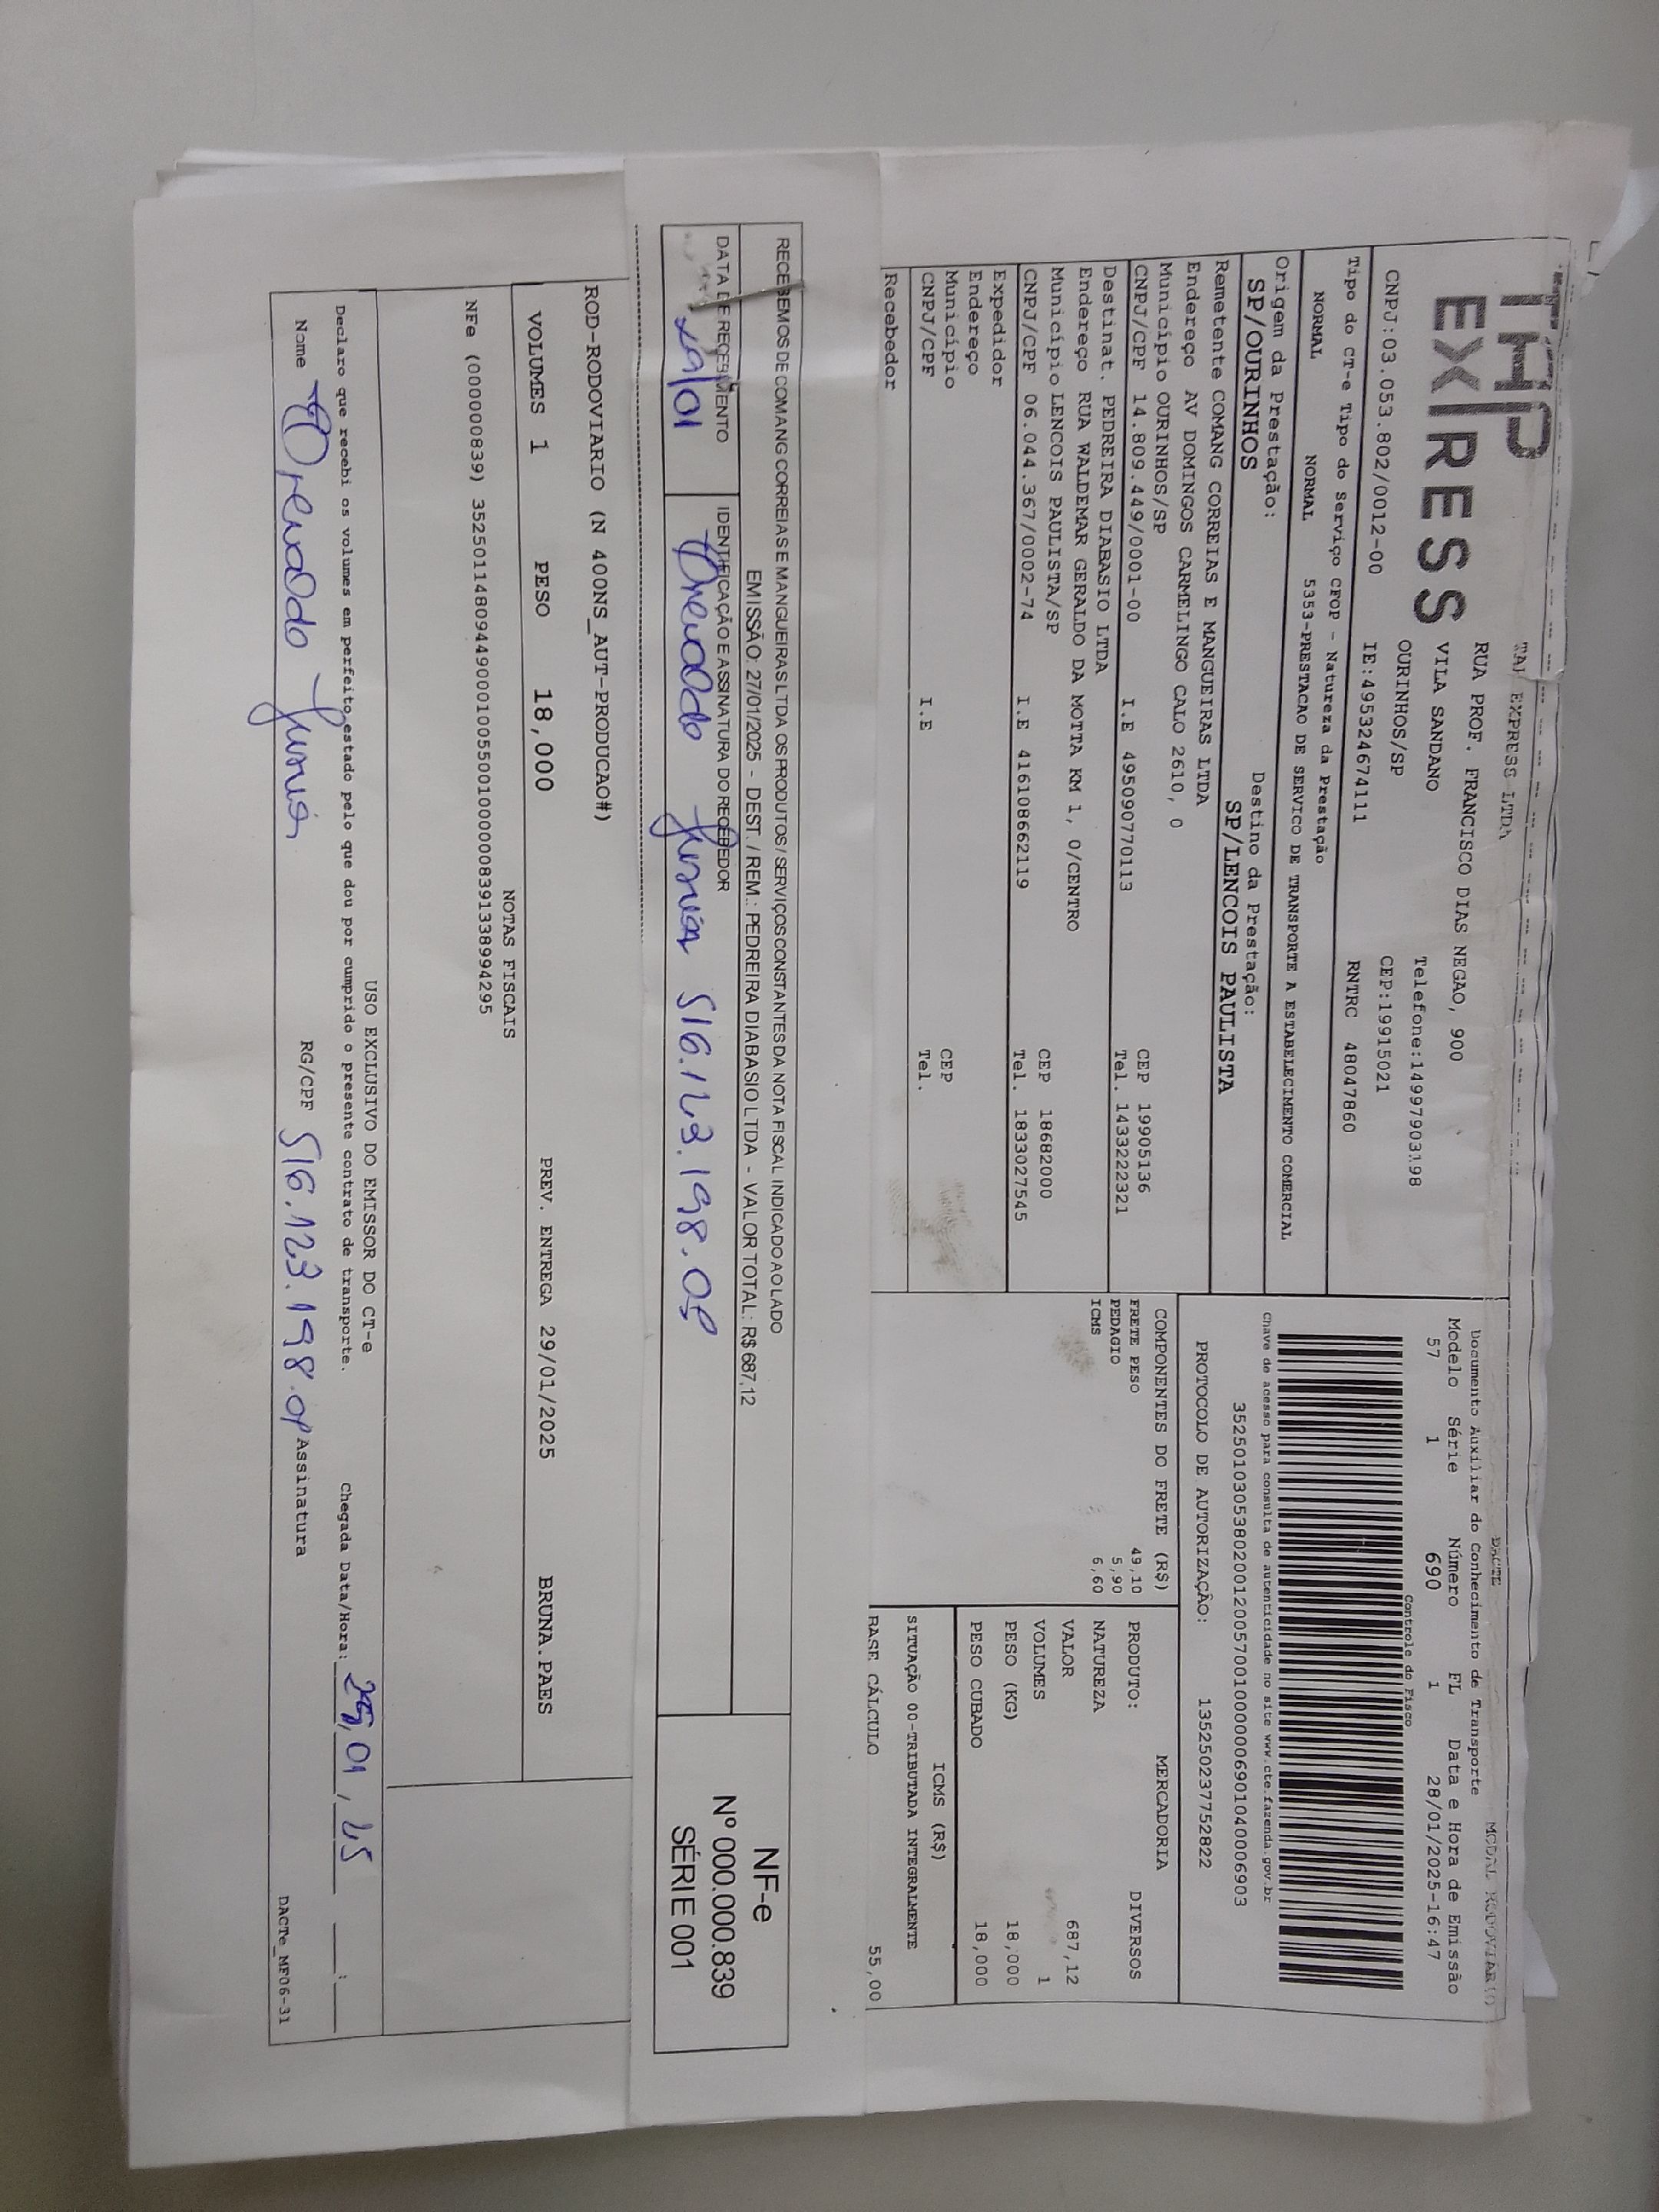 THP
EXPRESS
EXPRESS LTDA
RUA PROF. FRANCISCO DIAS NEGAO, 900
VILA SANDANO
Telefone:14997903198
OURINHOS/SP
CEP:19915021
CNPJ:03.053.802/0012-00
IE:495324674111
RNTRC 48047860
Tipo do CT-e Tipo do Serviço CFOP - Natureza da Prestação
NORMAL NORMAL 5353-PRESTACAO DE SERVICO DE TRANSPORTE A ESTABELECIMENTO COMERCIAL
Origem da Prestação:
SP/OURINHOS
Destino da Prestação:
SP/LENCOIS PAULISTA
Remetente COMANG CORREIAS E MANGUEIRAS LTDA
Endereço AV DOMINGOS CARMELINGO CALO 2610, 0
Município OURINHOS/SP CEP 19905136
CNPJ/CPF 14.809.449/0001-00 I.E 495090770113 Tel. 1433222321
Destinat. PEDREIRA DIABASIO LTDA
Endereço RUA WALDEMAR GERALDO DA MOTTA KM 1, 0/CENTRO
Município LENCOIS PAULISTA/SP CEP 18682000
CNPJ/CPF 06.044.367/0002-74 I.E 416108662119 Tel. 1833027545
Expedidor
Endereço
Município CEP
CNPJ/CPF I.E Tel.
Recebedor
DACTE
MODAL RODOVIARIO
Documento Auxiliar do Conhecimento de Transporte
Modelo Série Número FL Data e Hora de Emissão
57 1 690 1 28/01/2025-16:47
Controle do Fisco
Chave de acesso para consulta de autenticidade no site www.cte.fazenda.gov.br
35250103053802001200570010000006901040006903
PROTOCOLO DE AUTORIZAÇÃO: 135250237752822
COMPONENTES DO FRETE (R$)
FRETE PESO 49,10
PEDAGIO 5,90
ICMS 6,60
MERCADORIA
PRODUTO: DIVERSOS
NATUREZA
VALOR 687,12
VOLUMES 1
PESO (KG) 18,000
PESO CUBADO 18,000
ICMS (R$)
SITUAÇÃO 00-TRIBUTADA INTEGRALMENTE
BASE CÁLCULO 55,00
RECEBEMOS DE COMANG CORREIAS E MANGUEIRAS LTDA OS PRODUTOS / SERVIÇOS CONSTANTES DA NOTA FISCAL INDICADO AO LADO
EMISSÃO: 27/01/2025 - DEST. / REM.: PEDREIRA DIABASIO LTDA - VALOR TOTAL: R$ 687,12
DATA DE RECEBIMENTO
29/01
IDENTIFICAÇÃO E ASSINATURA DO RECEBEDOR
516.123.198.08
NF-e
Nº 000.000.839
SÉRIE 001
ROD-RODOVIARIO (N 400NS_AUT-PRODUCAO#)
VOLUMES 1 PESO 18,000 PREV. ENTREGA 29/01/2025 BRUNA.PAES
NOTAS FISCAIS
NFe (000000839) 35250114809449000100550010000008391338994295
USO EXCLUSIVO DO EMISSOR DO CT-e
Declaro que recebi os volumes em perfeito estado pelo que dou por cumprido o presente contrato de transporte.
Chegada Data/Hora: 29,01,25 __:__
Nome
RG/CPF 516.123.198.08 Assinatura
DACTe_MF06-31